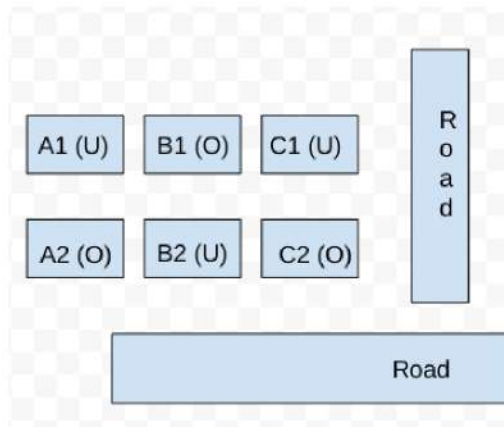 A1 (U) B1 (O) C1 (U)
R
o
a
d
A2 (O) B2 (U) C2 (O)
Road